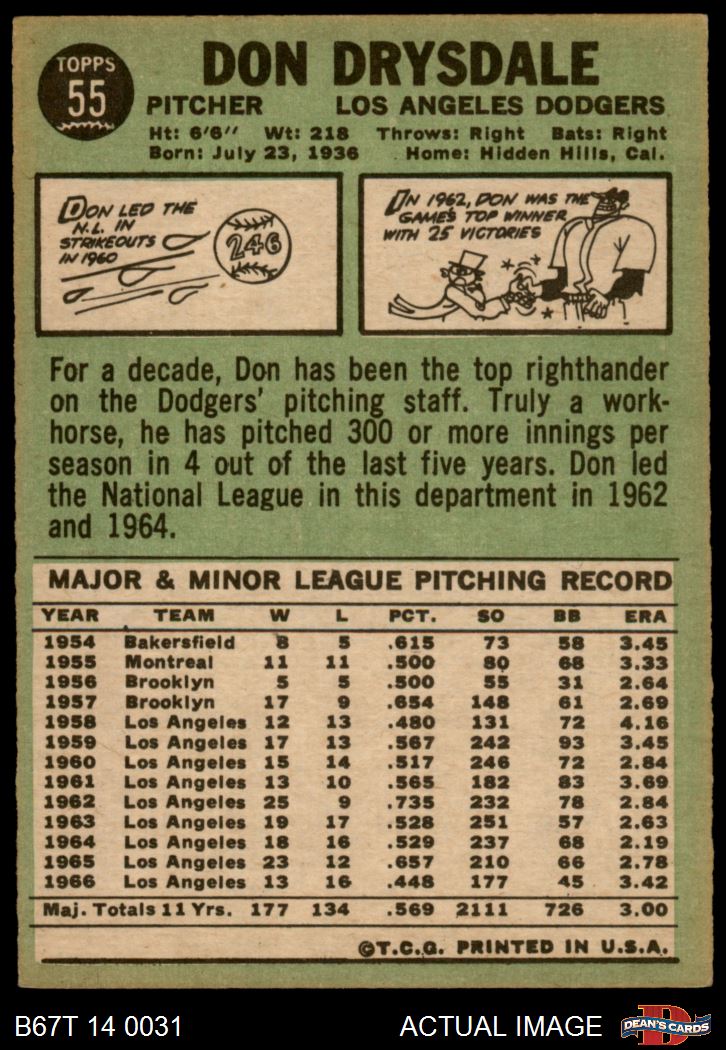 TOPPS
55
DON DRYSDALE
PITCHER LOS ANGELES DODGERS
Ht: 6'6" Wt: 218 Throws: Right Bats: Right
Born: July 23, 1936 Home: Hidden Hills, Cal.
DON LED THE
N.L. IN
STRIKEOUTS
IN 1960
246
IN 1962, DON WAS THE
GAME'S TOP WINNER
WITH 25 VICTORIES
For a decade, Don has been the top righthander
on the Dodgers' pitching staff. Truly a work-
horse, he has pitched 300 or more innings per
season in 4 out of the last five years. Don led
the National League in this department in 1962
and 1964.
MAJOR & MINOR LEAGUE PITCHING RECORD
YEAR TEAM W L PCT. SO BB ERA
1954 Bakersfield 8 5 .615 73 58 3.45
1955 Montreal 11 11 .500 80 68 3.33
1956 Brooklyn 5 5 .500 55 31 2.64
1957 Brooklyn 17 9 .654 148 61 2.69
1958 Los Angeles 12 13 .480 131 72 4.16
1959 Los Angeles 17 13 .567 242 93 3.45
1960 Los Angeles 15 14 .517 246 72 2.84
1961 Los Angeles 13 10 .565 182 83 3.69
1962 Los Angeles 25 9 .735 232 78 2.84
1963 Los Angeles 19 17 .528 251 57 2.63
1964 Los Angeles 18 16 .529 237 68 2.19
1965 Los Angeles 23 12 .657 210 66 2.78
1966 Los Angeles 13 16 .448 177 45 3.42
Maj. Totals 11 Yrs. 177 134 .569 2111 726 3.00
©T.C.G. PRINTED IN U.S.A.
B67T 14 0031 ACTUAL IMAGE
D
DEAN'S CARDS